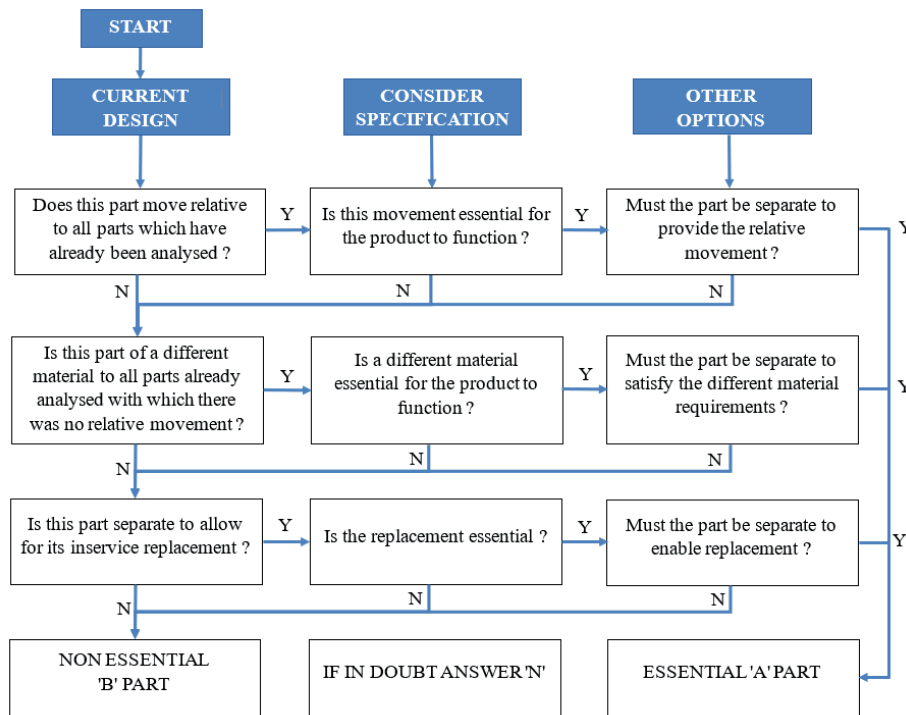 START
CURRENT
DESIGN
CONSIDER
SPECIFICATION
OTHER
OPTIONS
Does this part move relative
to all parts which have
already been analysed ?
Y
Is this movement essential for
the product to function ?
Y
Must the part be separate to
provide the relative
movement ?
Y
N
N
N
Is this part of a different
material to all parts already
analysed with which there
was no relative movement ?
Y
Is a different material
essential for the product to
function ?
Y
Must the part be separate to
satisfy the different material
requirements ?
Y
N
N
N
Is this part separate to allow
for its inservice replacement ?
Y
Is the replacement essential ?
Y
Must the part be separate to
enable replacement ?
Y
N
N
N
NON ESSENTIAL
'B' PART
IF IN DOUBT ANSWER 'N'
ESSENTIAL 'A' PART